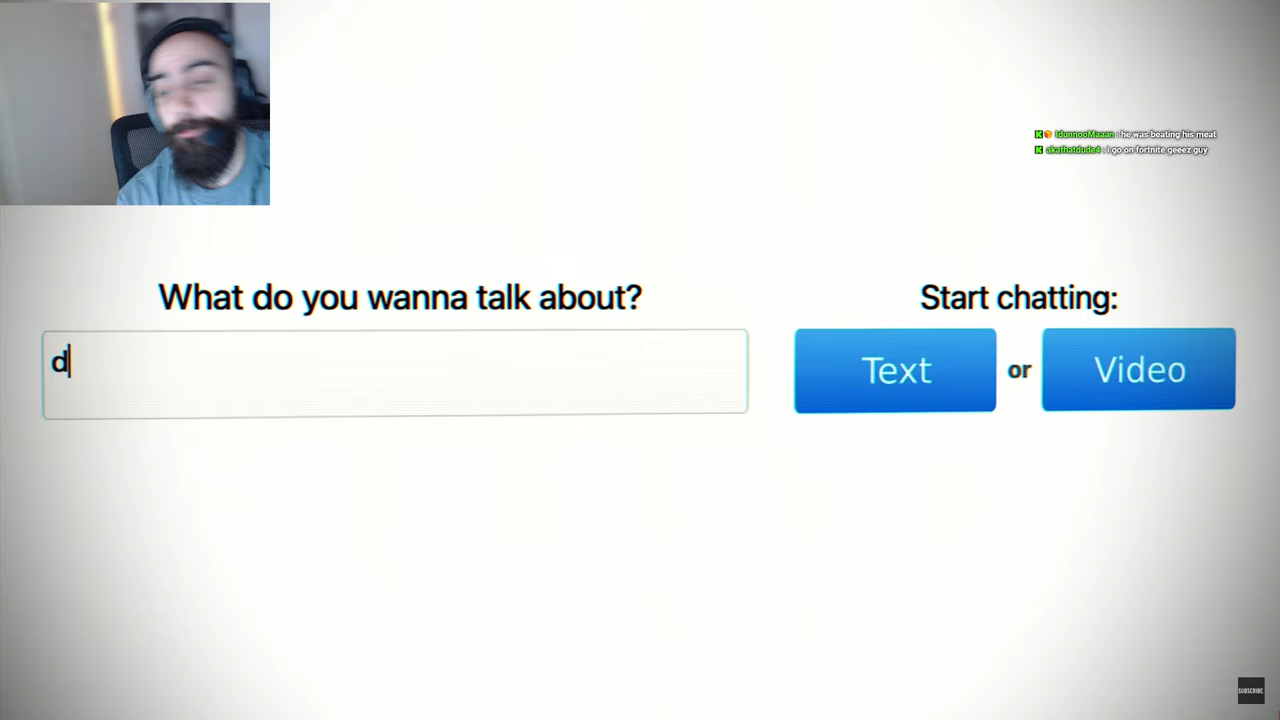 idunnooMaaan: he was beating his meat
akathatdude4: I go on fortnite geeez guy
What do you wanna talk about?
Start chatting:
d
Text or Video
SUBSCRIBE